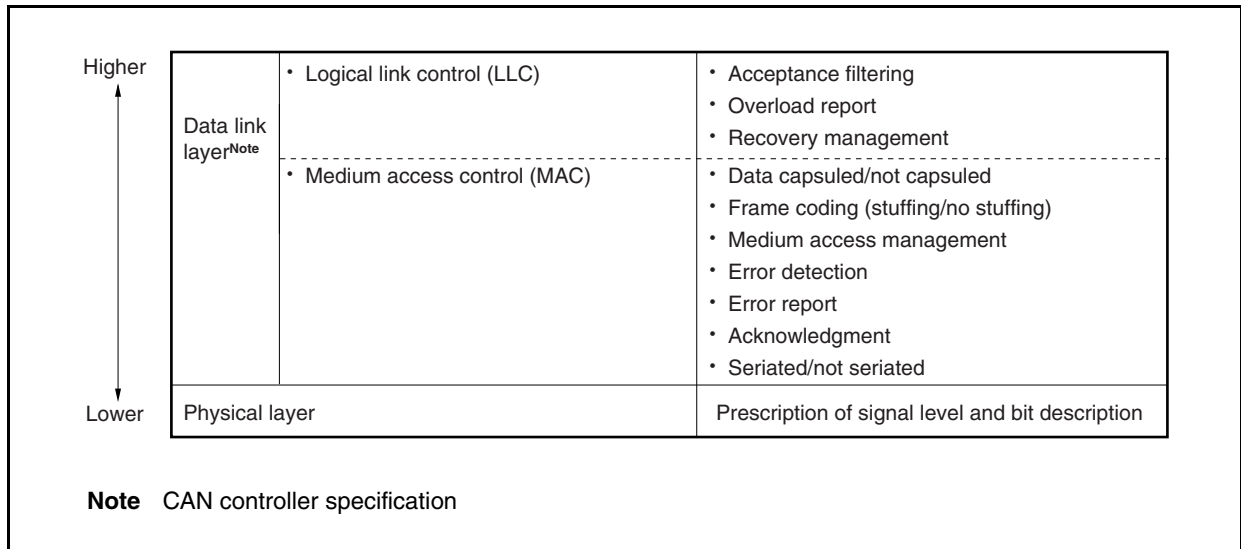 Higher
Data link
layerNote
• Logical link control (LLC)
• Acceptance filtering
• Overload report
• Recovery management
• Medium access control (MAC)
• Data capsuled/not capsuled
• Frame coding (stuffing/no stuffing)
• Medium access management
• Error detection
• Error report
• Acknowledgment
• Seriated/not seriated
Lower
Physical layer
Prescription of signal level and bit description
Note CAN controller specification